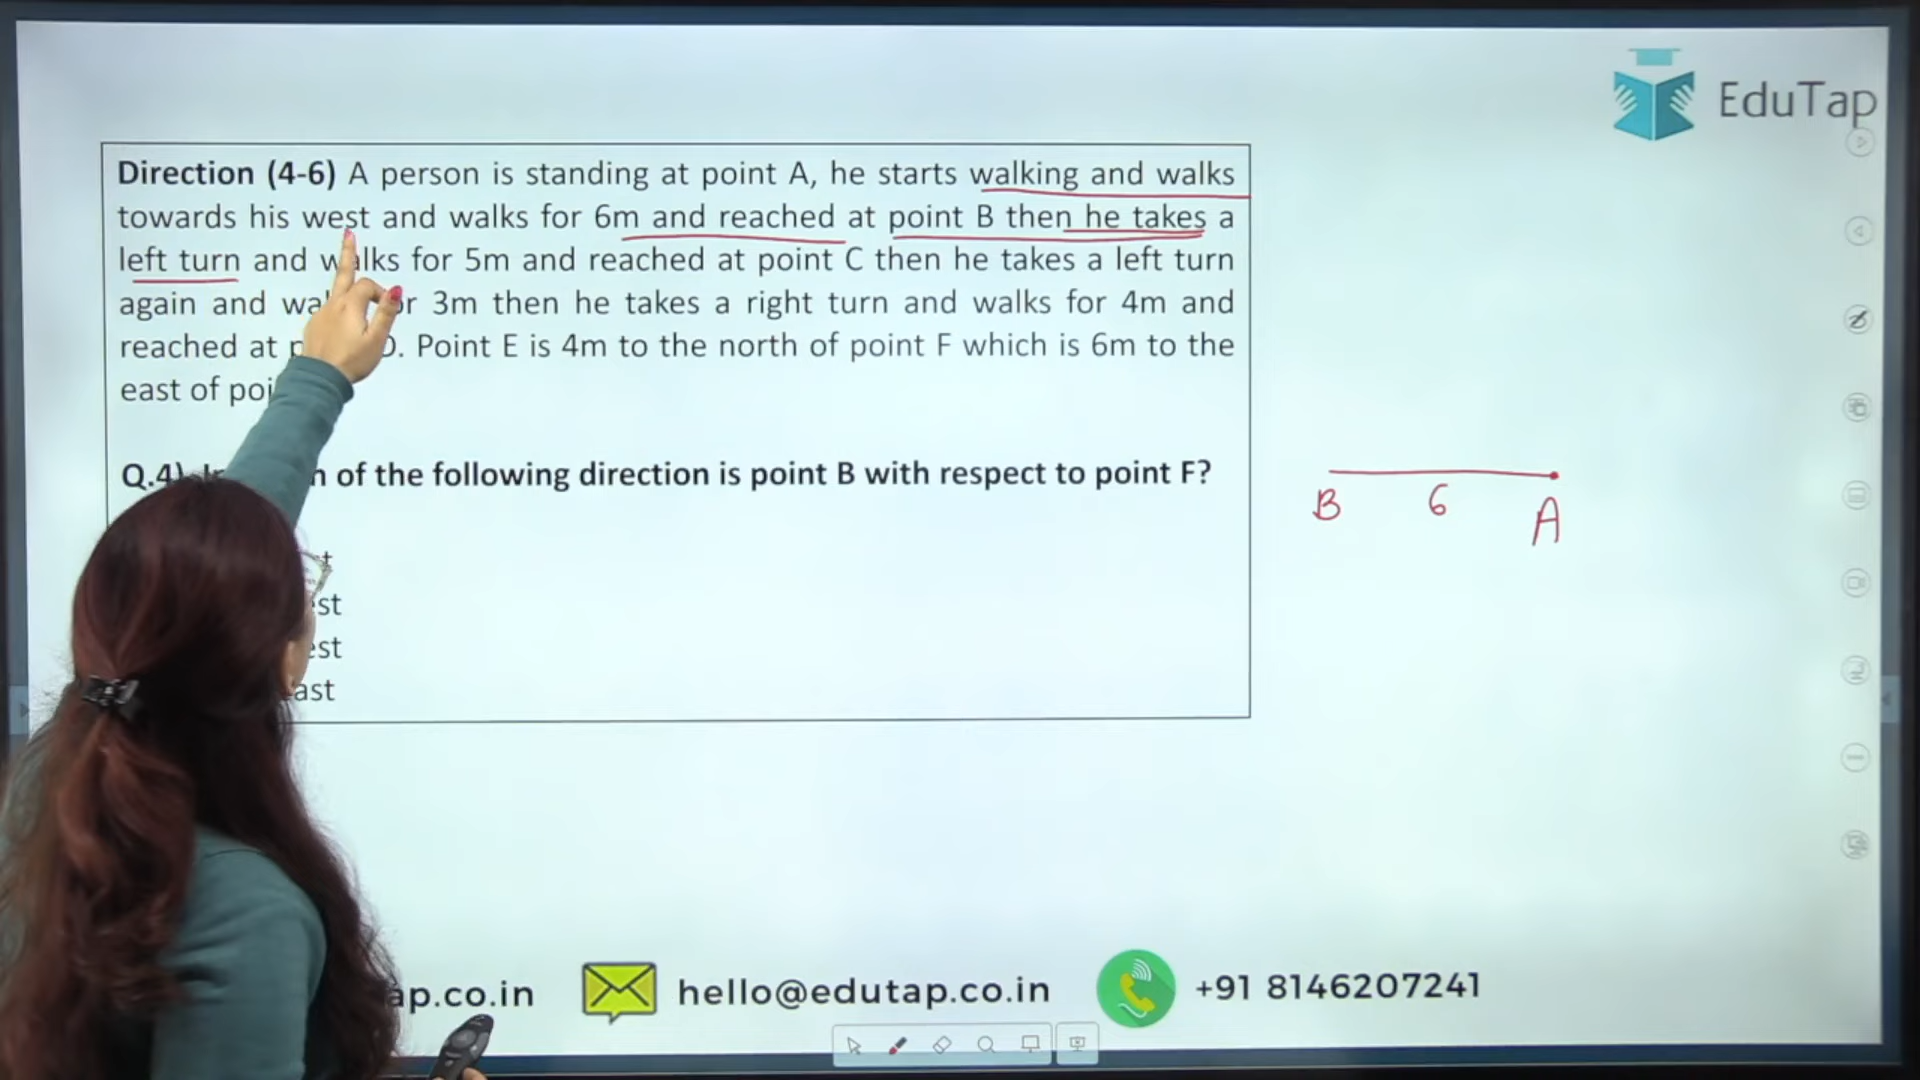 EduTap
Direction (4-6) A person is standing at point A, he starts walking and walks
towards his west and walks for 6m and reached at point B then he takes a
left turn and walks for 5m and reached at point C then he takes a left turn
again and wa r 3m then he takes a right turn and walks for 4m and
reached at p D. Point E is 4m to the north of point F which is 6m to the
east of poi
Q.4) of the following direction is point B with respect to point F?
B 6 A
t
st
est
ast
ap.co.in hello@edutap.co.in +91 8146207241